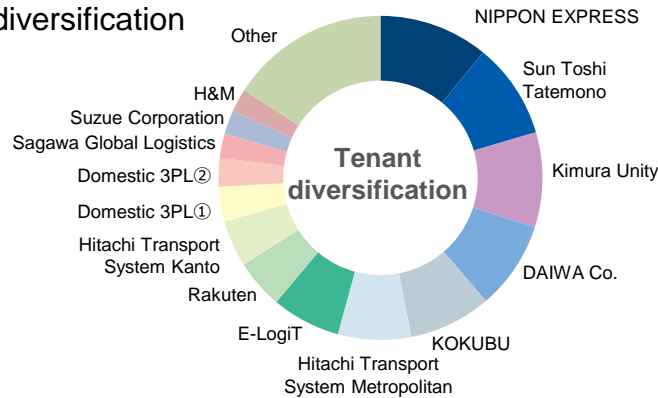 diversification
NIPPON EXPRESS
Sun Toshi
Tatemono
Kimura Unity
DAIWA Co.
KOKUBU
Hitachi Transport
System Metropolitan
E-LogiT
Rakuten
Hitachi Transport
System Kanto
Domestic 3PL①
Domestic 3PL②
Sagawa Global Logistics
Suzue Corporation
H&M
Other
Tenant
diversification